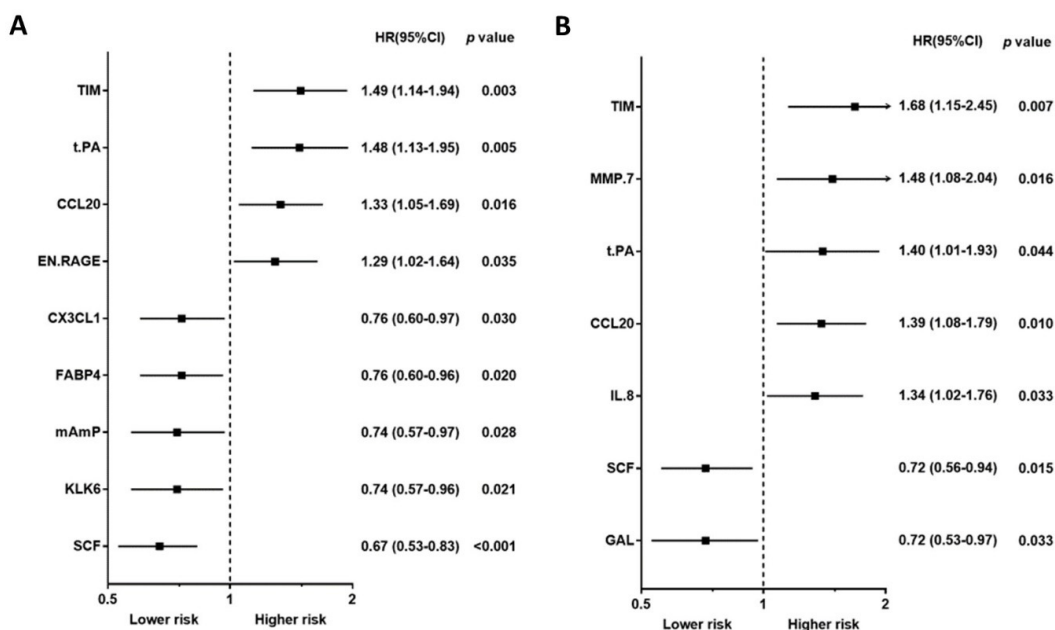 A
HR(95%CI) p value
TIM 1.49 (1.14-1.94) 0.003
t.PA 1.48 (1.13-1.95) 0.005
CCL20 1.33 (1.05-1.69) 0.016
EN.RAGE 1.29 (1.02-1.64) 0.035
CX3CL1 0.76 (0.60-0.97) 0.030
FABP4 0.76 (0.60-0.96) 0.020
mAmP 0.74 (0.57-0.97) 0.028
KLK6 0.74 (0.57-0.96) 0.021
SCF 0.67 (0.53-0.83) <0.001
0.5 1 2
Lower risk Higher risk
B
HR(95%CI) p value
TIM 1.68 (1.15-2.45) 0.007
MMP.7 1.48 (1.08-2.04) 0.016
t.PA 1.40 (1.01-1.93) 0.044
CCL20 1.39 (1.08-1.79) 0.010
IL.8 1.34 (1.02-1.76) 0.033
SCF 0.72 (0.56-0.94) 0.015
GAL 0.72 (0.53-0.97) 0.033
0.5 1 2
Lower risk Higher risk